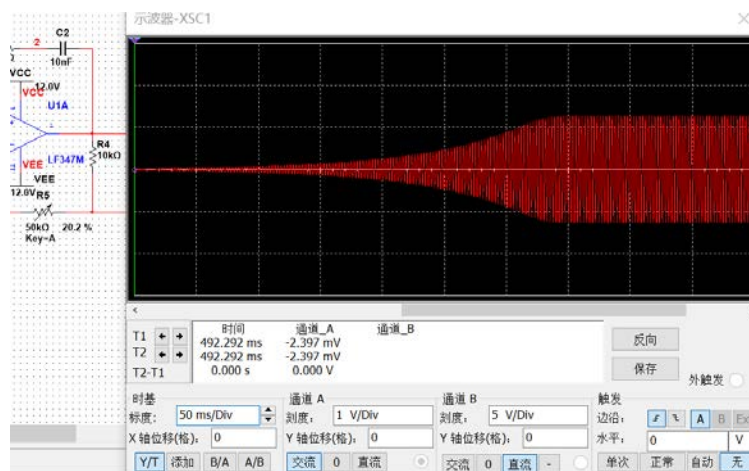 示波器-XSC1
C2
2
10nF
VCC
12.0V
VCC
U1A
R4
10kΩ
VEE
LF347M
VEE
12.0V
R5
50kΩ 20.2 %
Key=A
时间 通道_A 通道_B
T1 492.292 ms -2.397 mV
T2 492.292 ms -2.397 mV
T2-T1 0.000 s 0.000 V
反向
保存
外触发
时基
标度: 50 ms/Div
X 轴位移(格): 0
Y/T 添加 B/A A/B
通道 A
刻度: 1 V/Div
Y 轴位移(格): 0
交流 0 直流
通道 B
刻度: 5 V/Div
Y 轴位移(格): 0
交流 0 直流 -
触发
边沿: A B Ext
水平: 0 V
单次 正常 自动 无